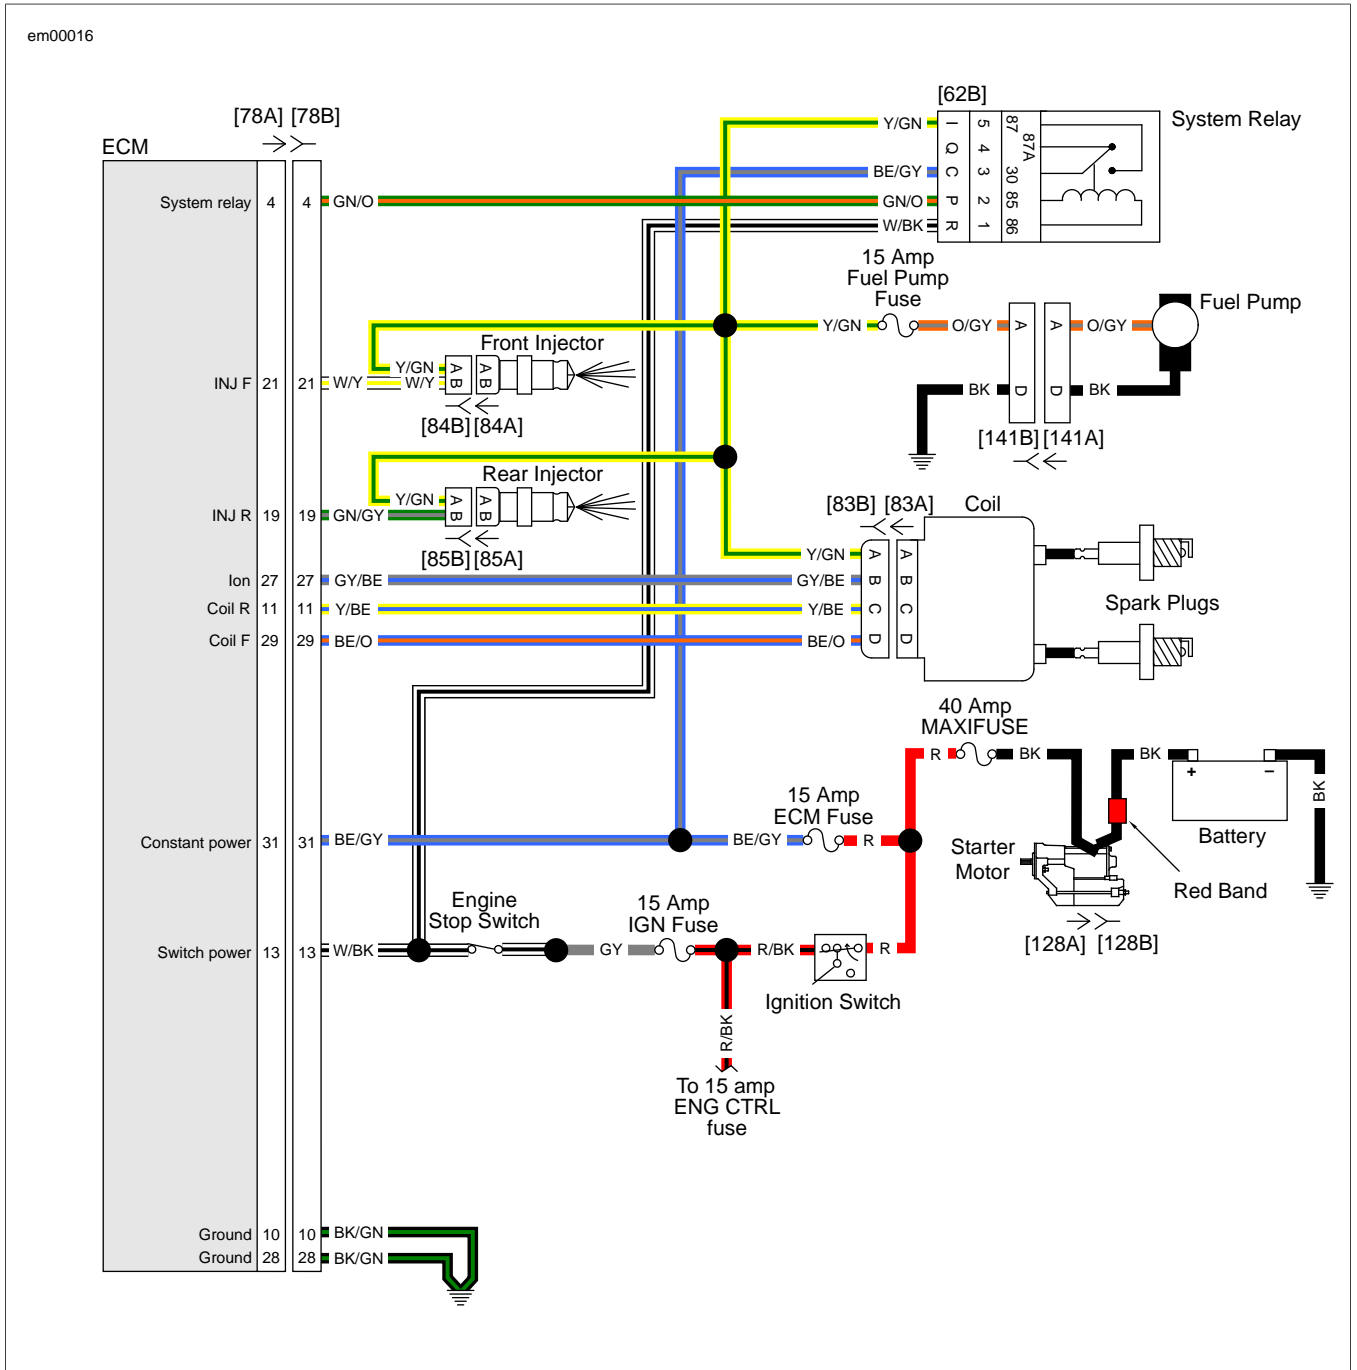 em00016
[62B]
[78A] [78B]
ECM
System Relay
Y/GN I 5 87
Q 4 87A
BE/GY C 3 30
System relay 4 4 GN/O GN/O P 2 85
W/BK R 1 86
15 Amp
Fuel Pump
Fuse
Fuel Pump
Y/GN O/GY A A O/GY
Front Injector
Y/GN A A
INJ F 21 21 W/Y W/Y B B
BK D D BK
[84B] [84A]
[141B] [141A]
Rear Injector
Y/GN A A
INJ R 19 19 GN/GY B B
[85B] [85A]
[83B] [83A] Coil
Y/GN A A
Ion 27 27 GY/BE GY/BE B B
Coil R 11 11 Y/BE Y/BE C C
Coil F 29 29 BE/O BE/O D D
Spark Plugs
40 Amp
MAXIFUSE
R BK BK
+ −
BK
Battery
15 Amp
ECM Fuse
Constant power 31 31 BE/GY BE/GY R
Starter
Motor
Red Band
[128A] [128B]
Engine
Stop Switch
15 Amp
IGN Fuse
Switch power 13 13 W/BK GY R/BK R
Ignition Switch
R/BK
To 15 amp
ENG CTRL
fuse
Ground 10 10 BK/GN
Ground 28 28 BK/GN